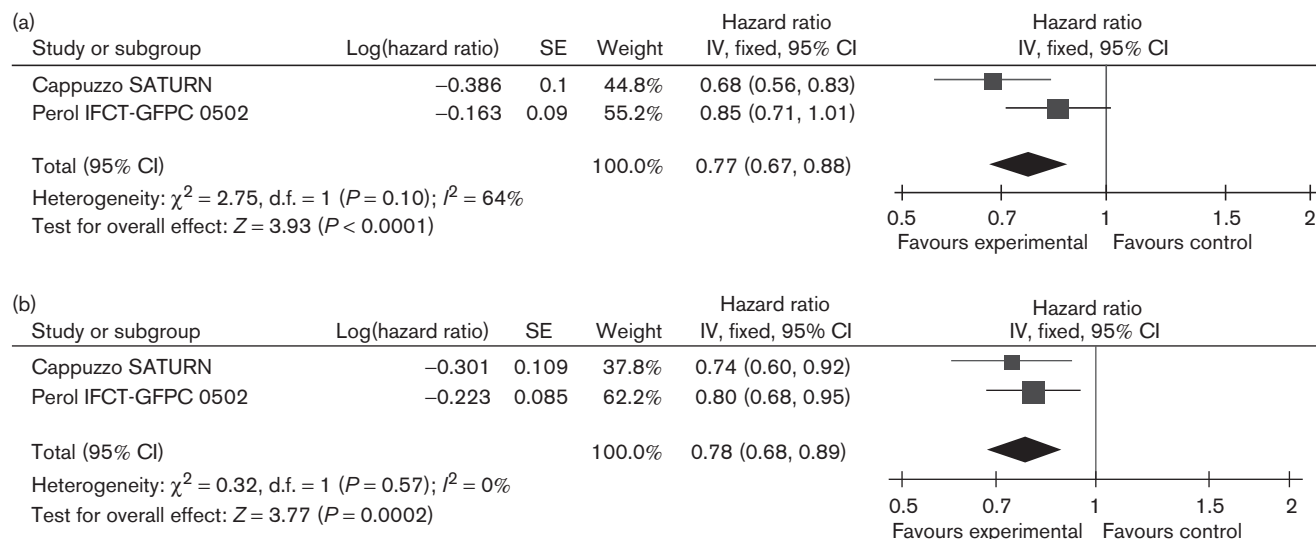 (a)
Hazard ratio Hazard ratio
Study or subgroup Log(hazard ratio) SE Weight IV, fixed, 95% CI IV, fixed, 95% CI
Cappuzzo SATURN −0.386 0.1 44.8% 0.68 (0.56, 0.83)
Perol IFCT-GFPC 0502 −0.163 0.09 55.2% 0.85 (0.71, 1.01)
Total (95% CI) 100.0% 0.77 (0.67, 0.88)
Heterogeneity: χ² = 2.75, d.f. = 1 (P = 0.10); I² = 64%
Test for overall effect: Z = 3.93 (P < 0.0001)
0.5 0.7 1 1.5 2
Favours experimental Favours control
(b)
Hazard ratio Hazard ratio
Study or subgroup Log(hazard ratio) SE Weight IV, fixed, 95% CI IV, fixed, 95% CI
Cappuzzo SATURN −0.301 0.109 37.8% 0.74 (0.60, 0.92)
Perol IFCT-GFPC 0502 −0.223 0.085 62.2% 0.80 (0.68, 0.95)
Total (95% CI) 100.0% 0.78 (0.68, 0.89)
Heterogeneity: χ² = 0.32, d.f. = 1 (P = 0.57); I² = 0%
Test for overall effect: Z = 3.77 (P = 0.0002)
0.5 0.7 1 1.5 2
Favours experimental Favours control